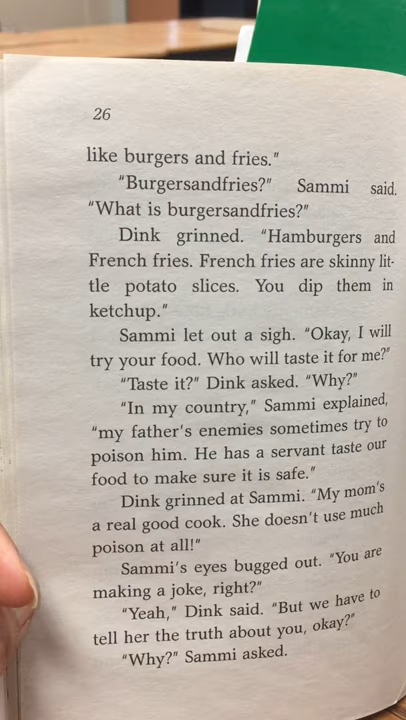 26
like burgers and fries."
"Burgersandfries?" Sammi said.
"What is burgersandfries?"
Dink grinned. "Hamburgers and
French fries. French fries are skinny lit-
tle potato slices. You dip them in
ketchup."
Sammi let out a sigh. "Okay, I will
try your food. Who will taste it for me?"
"Taste it?" Dink asked. "Why?"
"In my country," Sammi explained,
"my father's enemies sometimes try to
poison him. He has a servant taste our
food to make sure it is safe."
Dink grinned at Sammi. "My mom's
a real good cook. She doesn't use much
poison at all!"
Sammi's eyes bugged out. "You are
making a joke, right?"
"Yeah," Dink said. "But we have to
tell her the truth about you, okay?"
"Why?" Sammi asked.